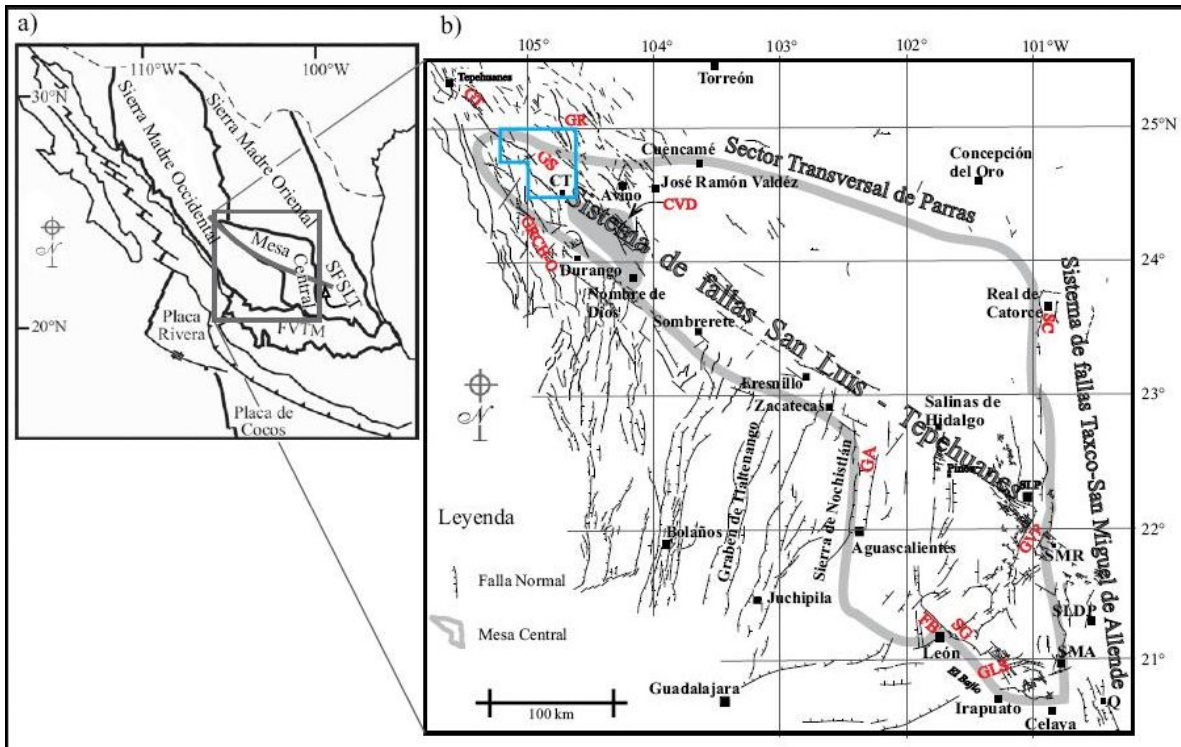 a)
110°W
100°W
30°N
20°N
Sierra Madre Occidental
Sierra Madre Oriental
Mesa Central
SFSLT
FVTM
Placa Rivera
Placa de Cocos
N
b)
105°
104°
103°
102°
101°W
25°N
24°
23°
22°
21°
Tepehuanes
GT
Torreón
GR
Cuencamé
Sector Transversal de Parras
Concepción
del Oro
GS
CT
Avino
José Ramón Valdéz
CVD
GRCH-O
Durango
Nombre de
Dios
Sistema de fallas San Luis - Tepehuanes
Sombrerete
Real de
Catorce
SC
Sistema de fallas Taxco-San Miguel de Allende
N
Fresnillo
Zacatecas
Salinas de
Hidalgo
GA
Pinos
SLP
Leyenda
Bolaños
Graben de Tlaltenango
Sierra de Nochistlán
Aguascalientes
GVR
SMR
Falla Normal
Juchipila
SLDP
Mesa Central
FB
SG
León
GLS
SMA
El Bajío
Guadalajara
Irapuato
Q
Celaya
100 km